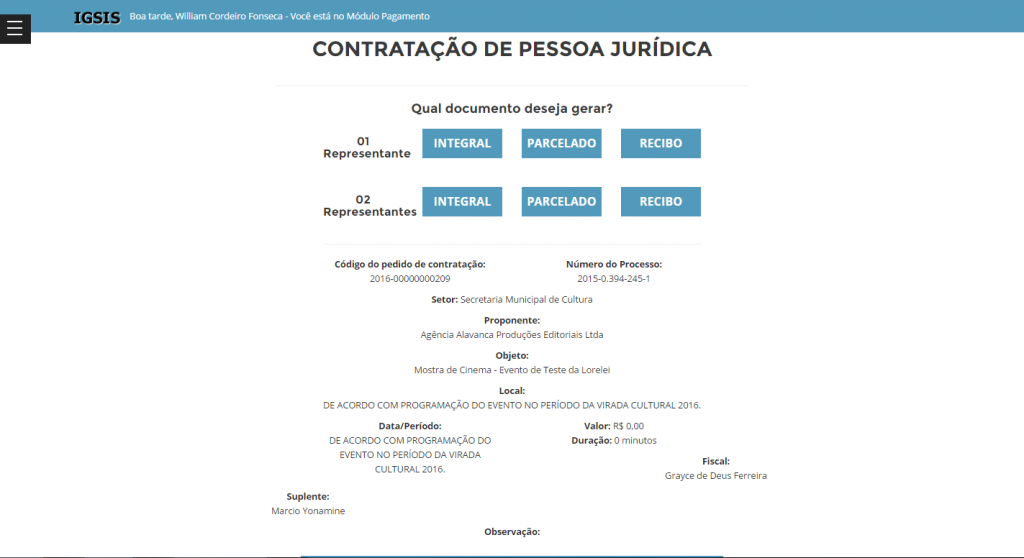 IGSIS Boa tarde, William Cordeiro Fonseca - Você está no Módulo Pagamento
CONTRATAÇÃO DE PESSOA JURÍDICA
Qual documento deseja gerar?
01
Representante
INTEGRAL PARCELADO RECIBO
02
Representantes
INTEGRAL PARCELADO RECIBO
Código do pedido de contratação:
2016-00000000209
Número do Processo:
2015-0.394-245-1
Setor: Secretaria Municipal de Cultura
Proponente:
Agência Alavanca Produções Editoriais Ltda
Objeto:
Mostra de Cinema - Evento de Teste da Lorelei
Local:
DE ACORDO COM PROGRAMAÇÃO DO EVENTO NO PERÍODO DA VIRADA CULTURAL 2016.
Data/Período:
DE ACORDO COM PROGRAMAÇÃO DO
EVENTO NO PERÍODO DA VIRADA
CULTURAL 2016.
Valor: R$ 0,00
Duração: 0 minutos
Fiscal:
Grayce de Deus Ferreira
Suplente:
Marcio Yonamine
Observação: